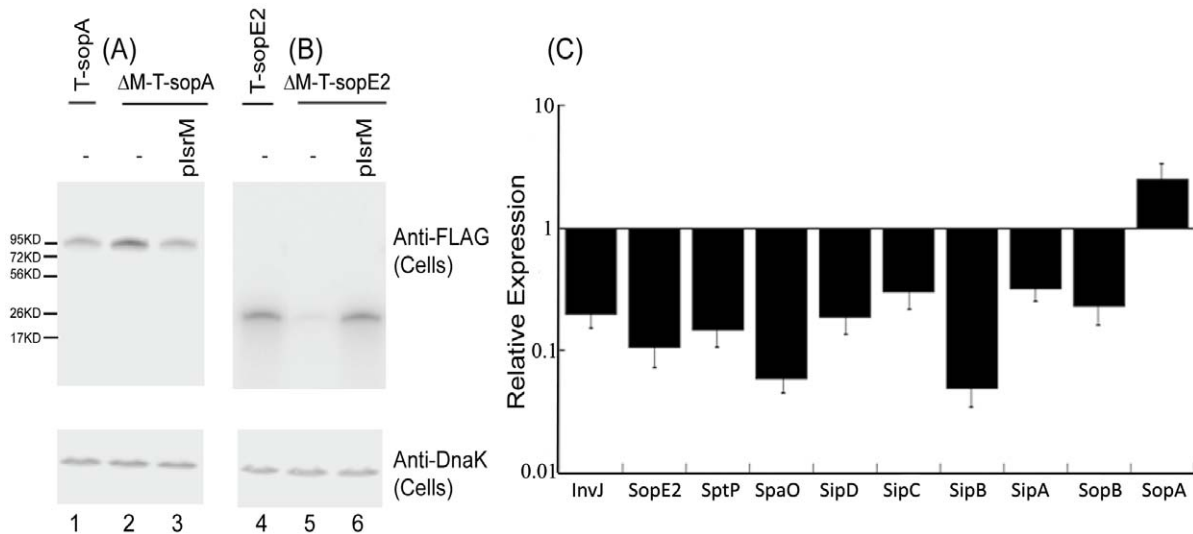 (A)
T-sopA
ΔM-T-sopA
- - pIsrM
95KD
72KD
56KD
26KD
17KD
(B)
T-sopE2
ΔM-T-sopE2
- - pIsrM
Anti-FLAG
(Cells)
Anti-DnaK
(Cells)
1 2 3 4 5 6
(C)
Relative Expression
10
1
0.1
0.01
InvJ SopE2 SptP SpaO SipD SipC SipB SipA SopB SopA